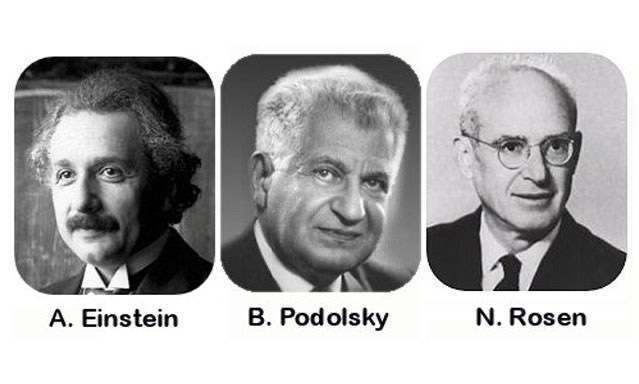 A. Einstein
B. Podolsky
N. Rosen